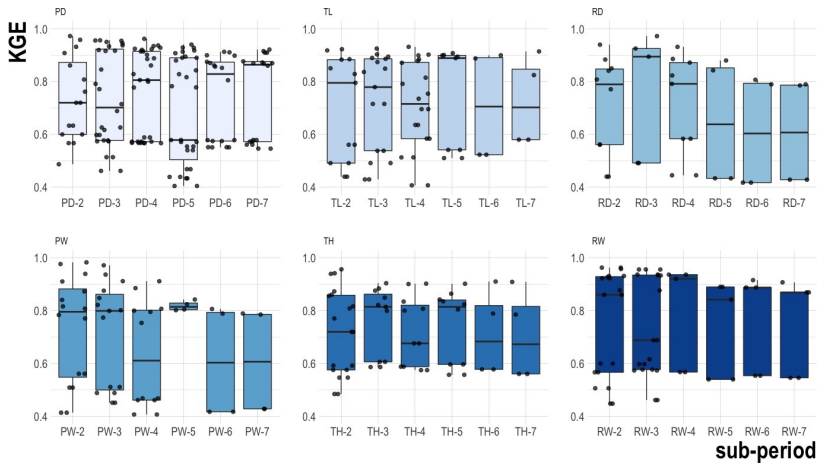 KGE
PD
TL
RD
1.0
0.8
0.6
0.4
1.0
0.8
0.6
0.4
1.0
0.8
0.6
0.4
PD-2 PD-3 PD-4 PD-5 PD-6 PD-7
TL-2 TL-3 TL-4 TL-5 TL-6 TL-7
RD-2 RD-3 RD-4 RD-5 RD-6 RD-7
PW
TH
RW
1.0
0.8
0.6
0.4
1.0
0.8
0.6
0.4
1.0
0.8
0.6
0.4
PW-2 PW-3 PW-4 PW-5 PW-6 PW-7
TH-2 TH-3 TH-4 TH-5 TH-6 TH-7
RW-2 RW-3 RW-4 RW-5 RW-6 RW-7
sub-period